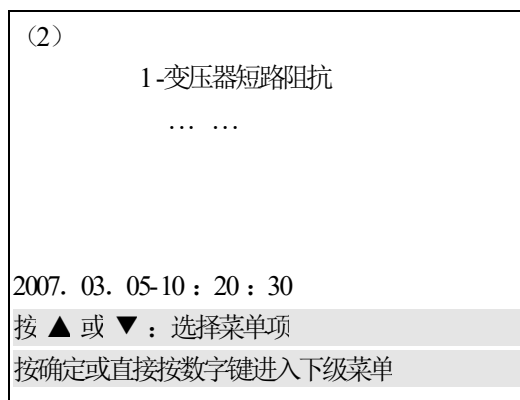 （2）
1-变压器短路阻抗
… …
2007．03．05-10：20：30
按 ▲ 或 ▼ ：选择菜单项
按确定或直接按数字键进入下级菜单